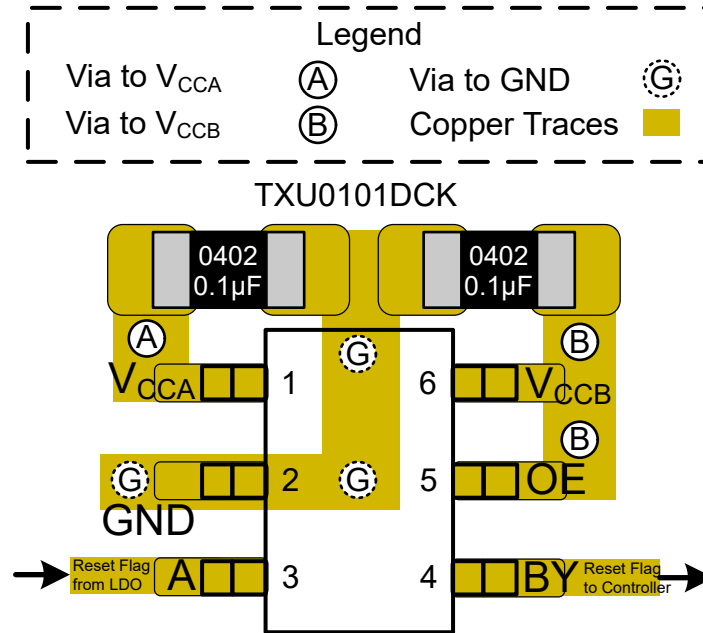 Legend
Via to VCCA A Via to GND G
Via to VCCB B Copper Traces
TXU0101DCK
0402 0402
0.1µF 0.1µF
A B
G
VCCA 1 6 VCCB
B
G 2 G 5 OE
GND
Reset Flag
from LDO A 3 4 BY Reset Flag
to Controller